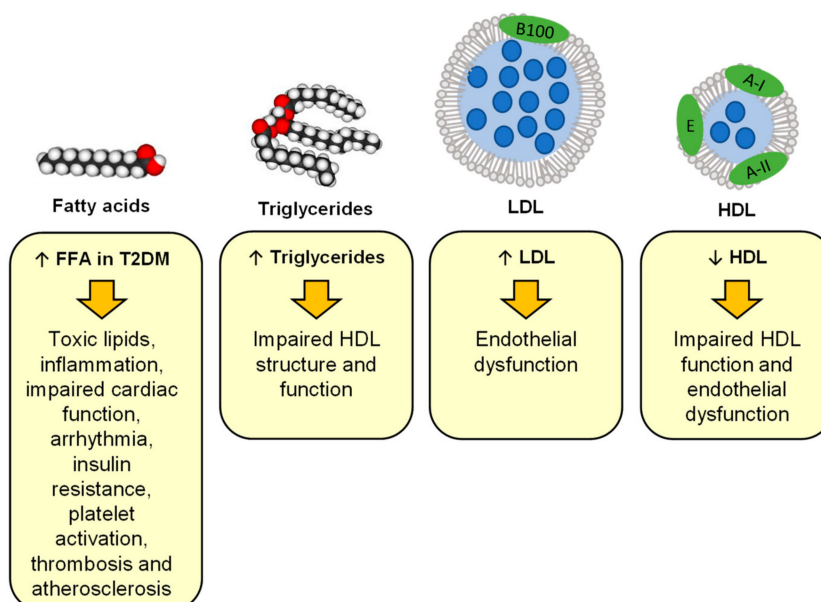 B100
A-I
E
A-II
Fatty acids
Triglycerides
LDL
HDL
↑ FFA in T2DM
Toxic lipids,
inflammation,
impaired cardiac
function,
arrhythmia,
insulin
resistance,
platelet
activation,
thrombosis and
atherosclerosis
↑ Triglycerides
Impaired HDL
structure and
function
↑ LDL
Endothelial
dysfunction
↓ HDL
Impaired HDL
function and
endothelial
dysfunction